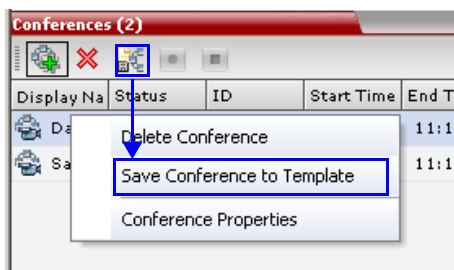 Conferences (2)
Display Na Status ID Start Time End T
Da 11:1
Delete Conference
Sa 11:1
Save Conference to Template
Conference Properties